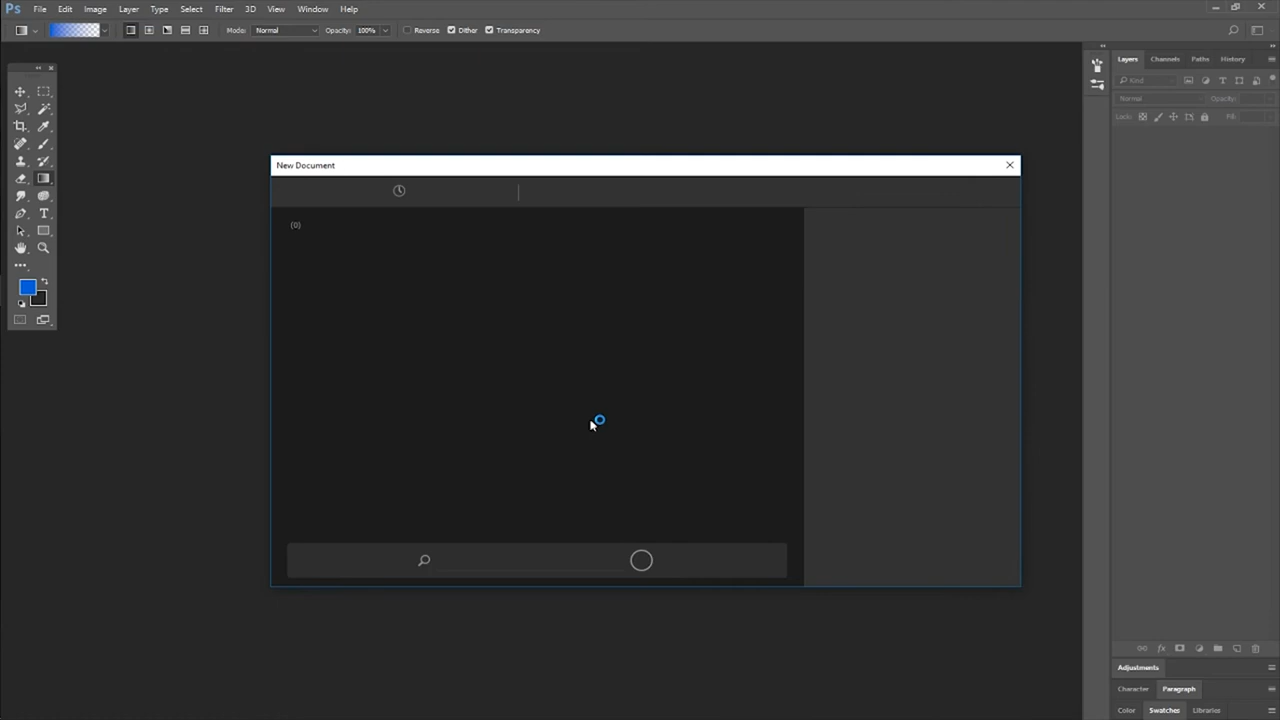 Ps File Edit Image Layer Type Select Filter 3D View Window Help
Mode: Normal Opacity: 100% Reverse Dither Transparency
Layers Channels Paths History
Kind
Normal Opacity:
Lock: Fill:
New Document
(0)
Adjustments
Character Paragraph
Color Swatches Libraries